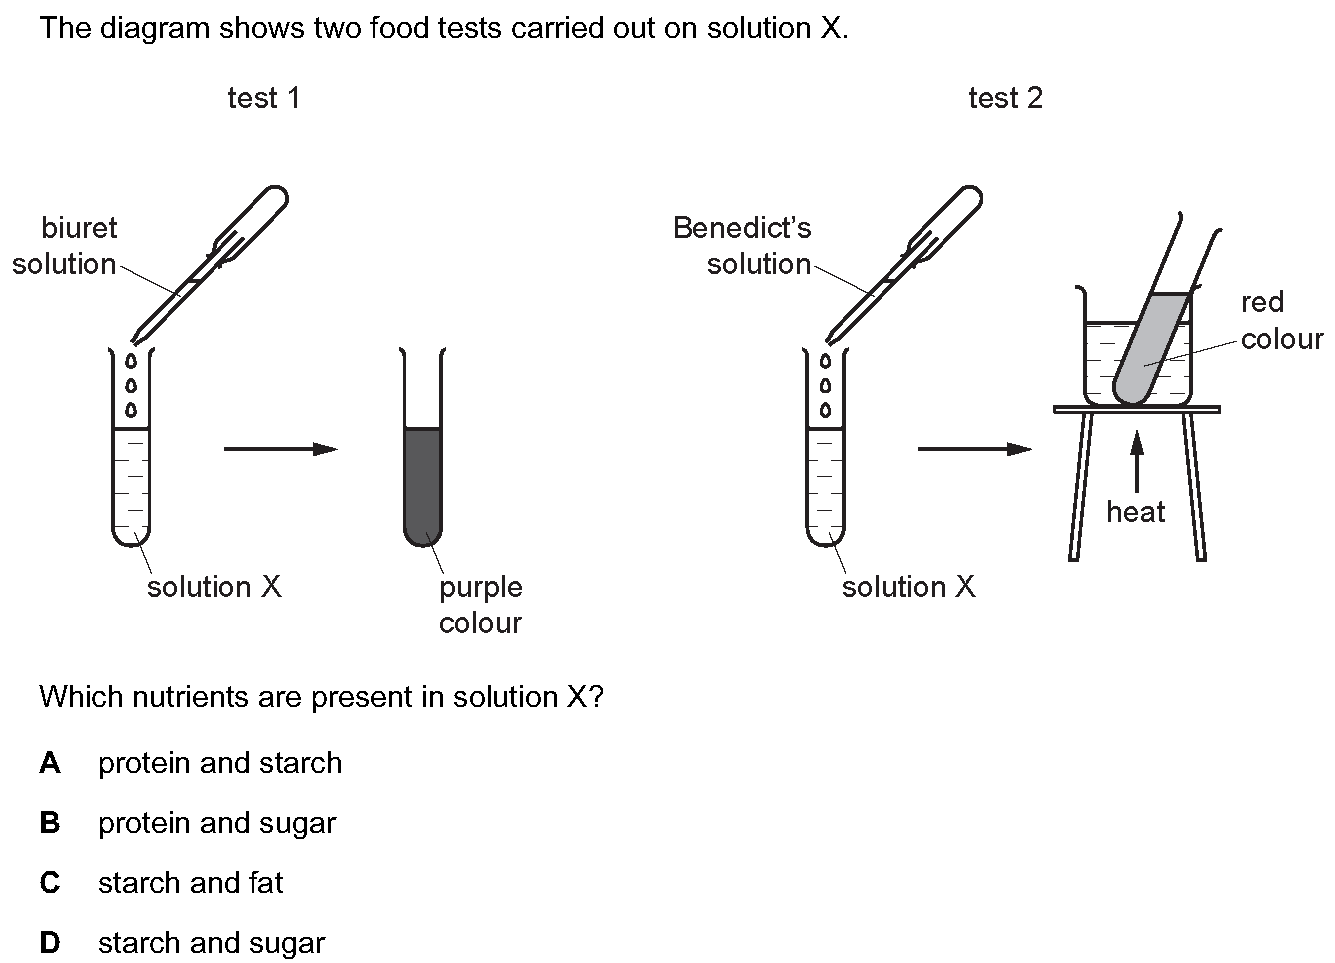 The diagram shows two food tests carried out on solution X.
test 1
test 2
biuret
solution
solution X
purple
colour
Benedict's
solution
solution X
red
colour
heat
Which nutrients are present in solution X?
A protein and starch
B protein and sugar
C starch and fat
D starch and sugar